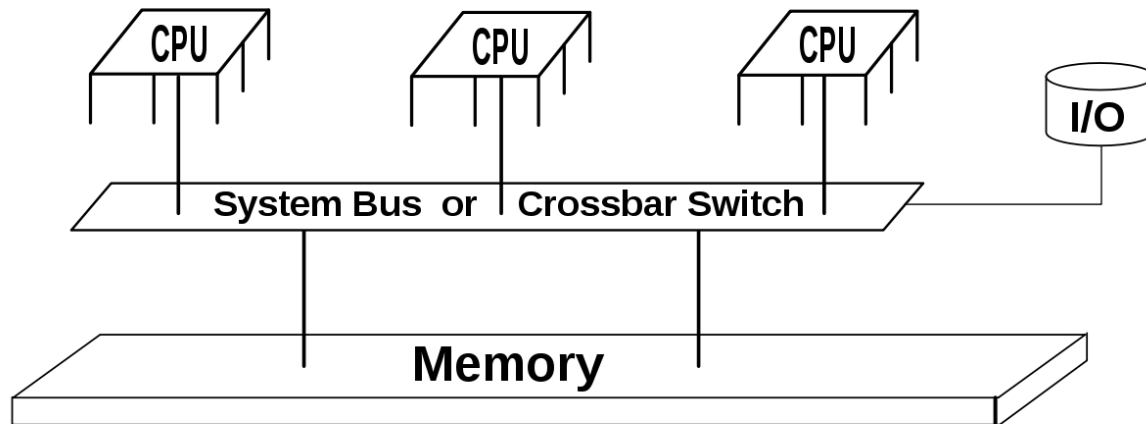 CPU
CPU
CPU
I/O
System Bus or Crossbar Switch
Memory